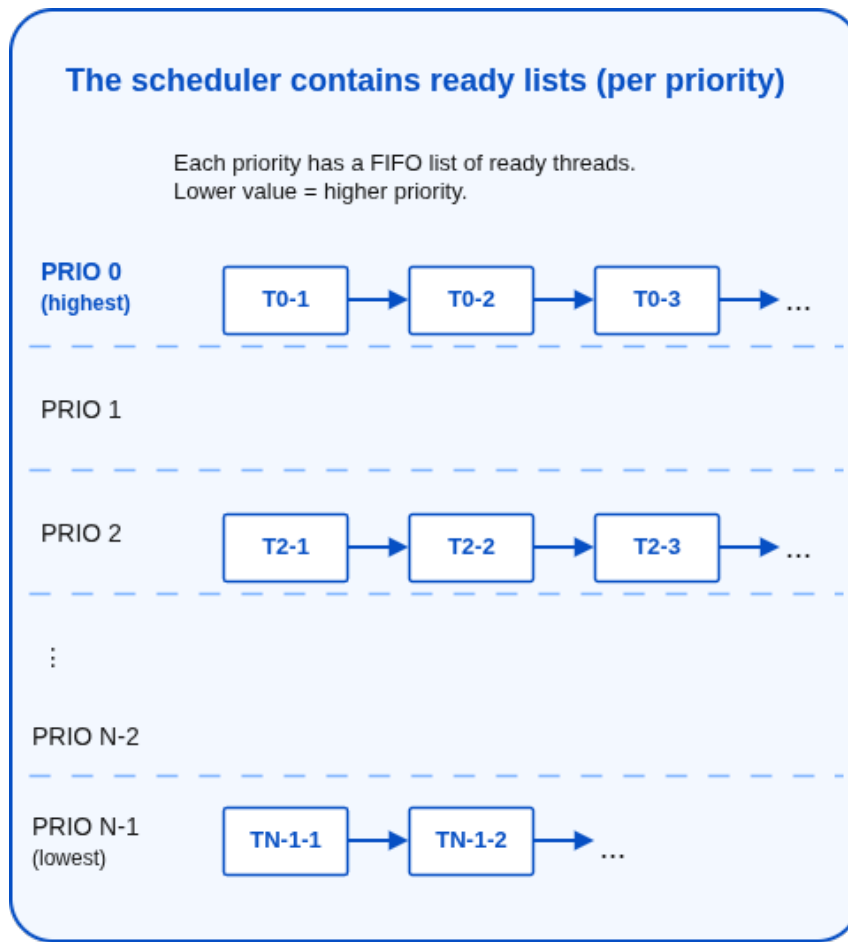 The scheduler contains ready lists (per priority)
Each priority has a FIFO list of ready threads.
Lower value = higher priority.
PRIO 0
(highest)
T0-1
T0-2
T0-3
...
PRIO 1
PRIO 2
T2-1
T2-2
T2-3
...
⋮
PRIO N-2
PRIO N-1
(lowest)
TN-1-1
TN-1-2
...